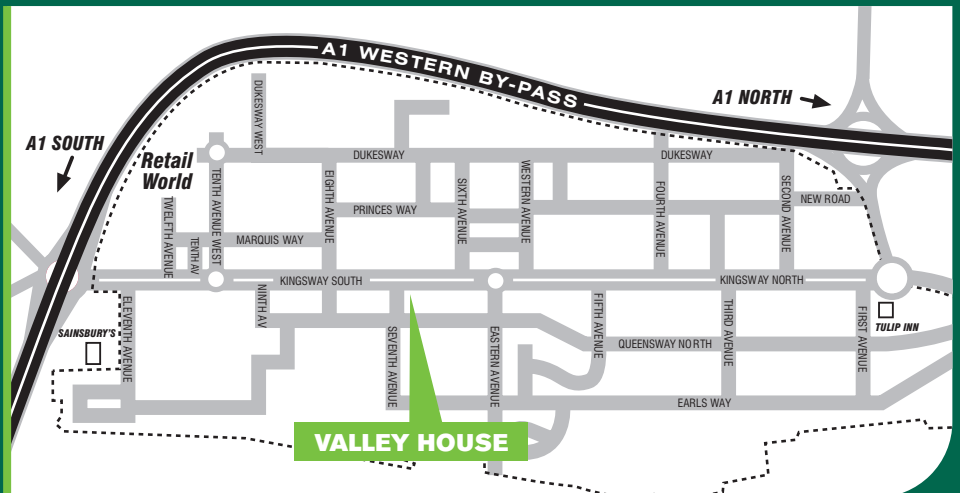 A1 WESTERN BY-PASS
A1 NORTH
A1 SOUTH
Retail
World
DUKESWAY WEST
DUKESWAY
DUKESWAY
TENTH AVENUE WEST
EIGHTH AVENUE
SIXTH AVENUE
WESTERN AVENUE
FOURTH AVENUE
SECOND AVENUE
NEW ROAD
TWELFTH AVENUE
TENTH AV
PRINCES WAY
MARQUIS WAY
KINGSWAY SOUTH
KINGSWAY NORTH
NINTH AV
ELEVENTH AVENUE
SAINSBURY'S
SEVENTH AVENUE
EASTERN AVENUE
FIFTH AVENUE
THIRD AVENUE
FIRST AVENUE
TULIP INN
QUEENSWAY NORTH
EARLS WAY
VALLEY HOUSE